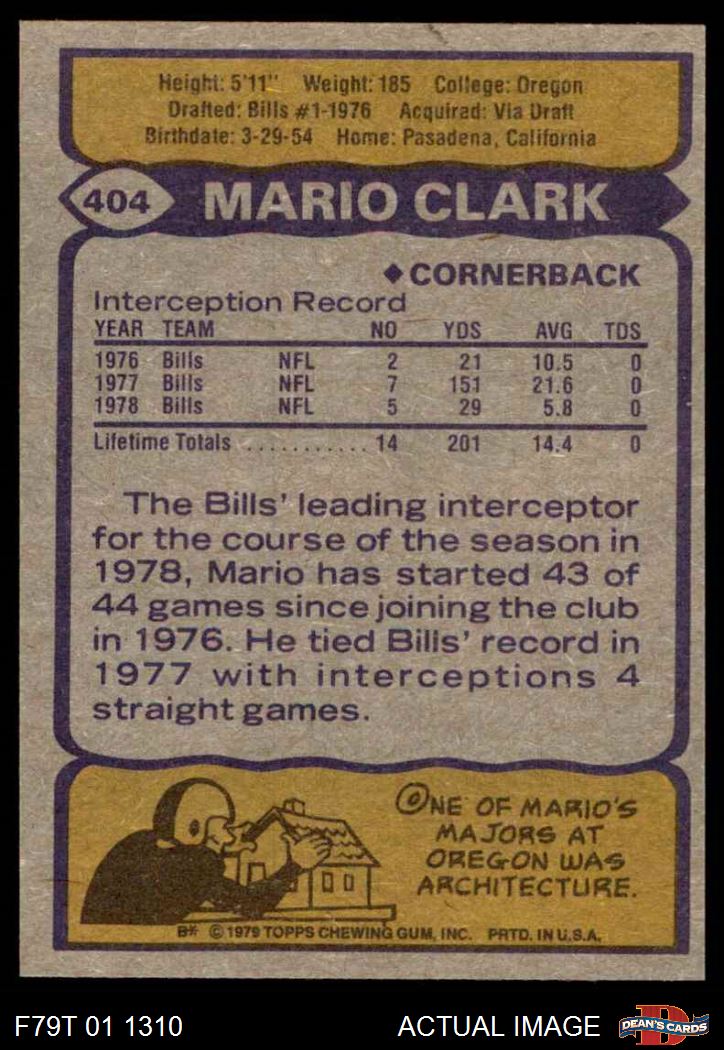 Height: 5'11" Weight: 185 College: Oregon
Drafted: Bills #1-1976 Acquired: Via Draft
Birthdate: 3-29-54 Home: Pasadena, California
404 MARIO CLARK
◆ CORNERBACK
Interception Record
YEAR TEAM NO YDS AVG TDS
1976 Bills NFL 2 21 10.5 0
1977 Bills NFL 7 151 21.6 0
1978 Bills NFL 5 29 5.8 0
Lifetime Totals ........... 14 201 14.4 0
The Bills' leading interceptor
for the course of the season in
1978, Mario has started 43 of
44 games since joining the club
in 1976. He tied Bills' record in
1977 with interceptions 4
straight games.
ONE OF MARIO'S
MAJORS AT
OREGON WAS
ARCHITECTURE.
B* © 1979 TOPPS CHEWING GUM, INC. PRTD. IN U.S.A.
F79T 01 1310 ACTUAL IMAGE D DEAN'S CARDS